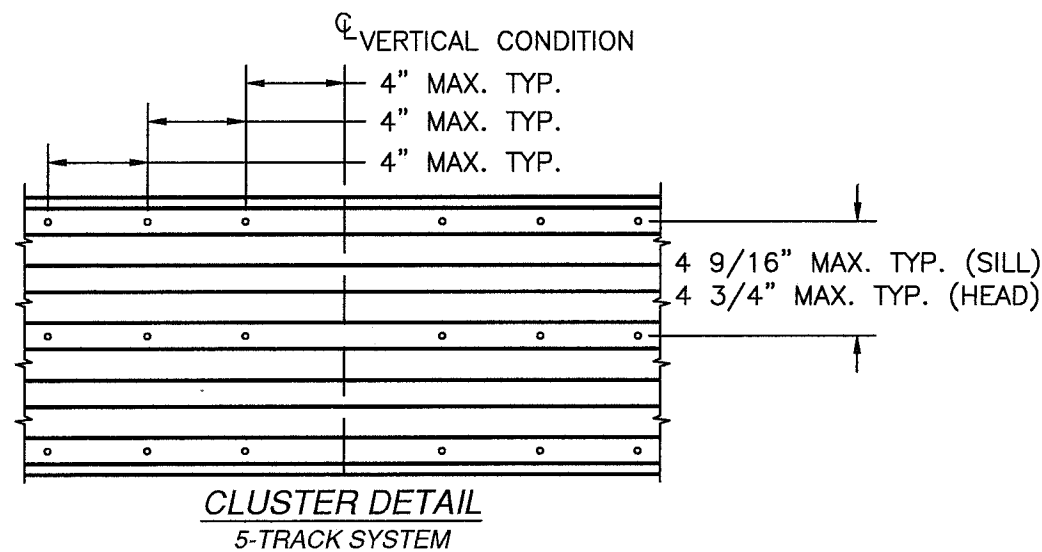 ℄ VERTICAL CONDITION
4" MAX. TYP.
4" MAX. TYP.
4" MAX. TYP.
4 9/16" MAX. TYP. (SILL)
4 3/4" MAX. TYP. (HEAD)
CLUSTER DETAIL
5-TRACK SYSTEM